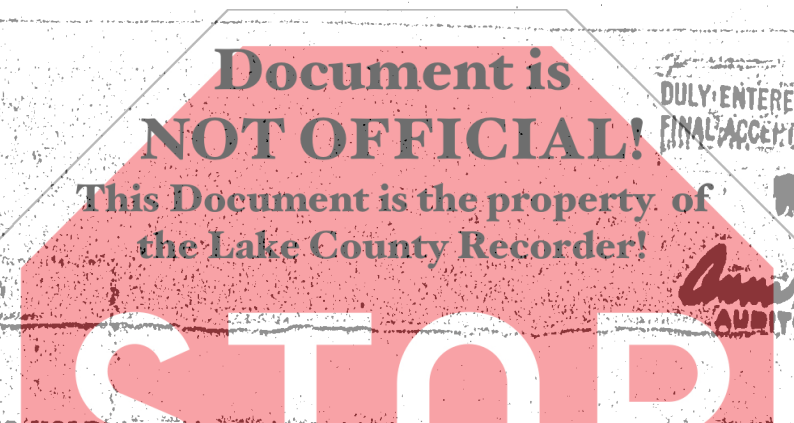 Document is
NOT OFFICIAL!
This Document is the property of
the Lake County Recorder!
DULY ENTERE
FINAL ACCEPT
STOP
AUDITO